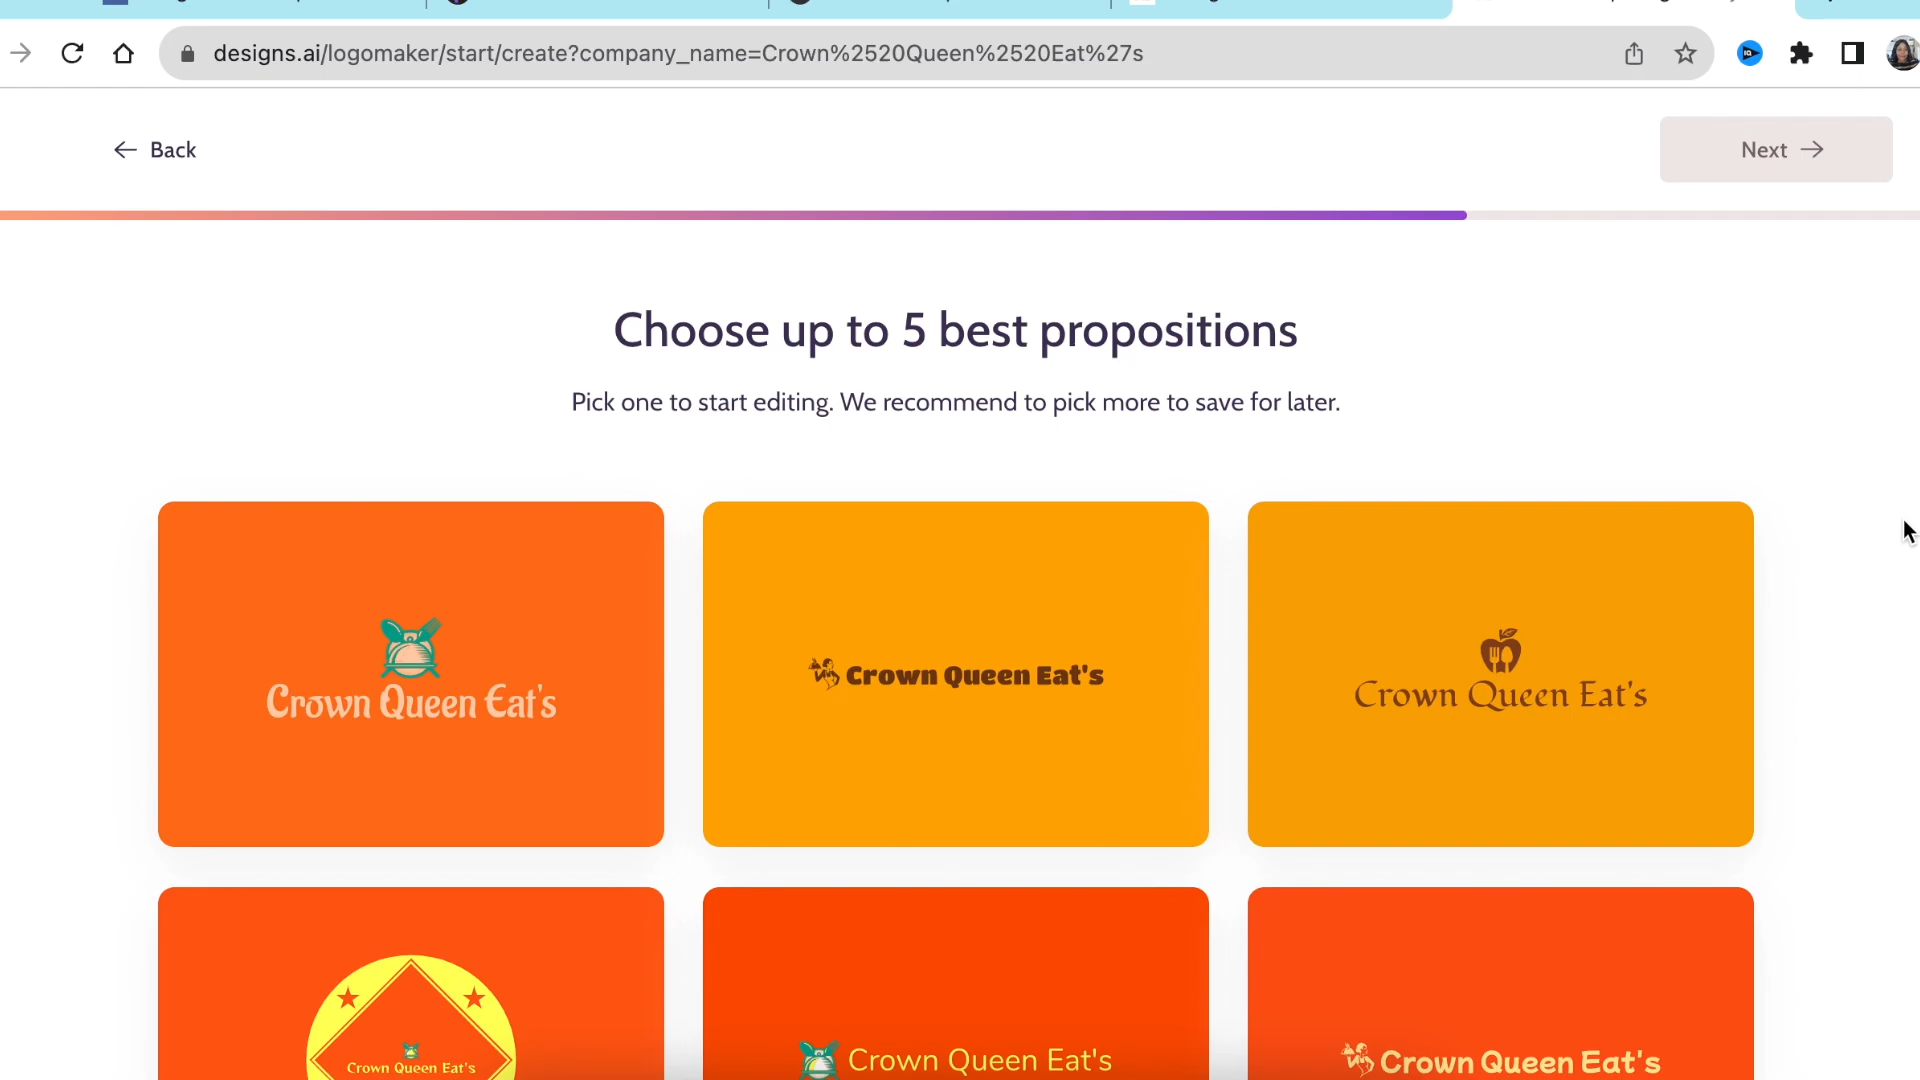 designs.ai/logomaker/start/create?company_name=Crown%2520Queen%2520Eat%27s
Back
Next
Choose up to 5 best propositions
Pick one to start editing. We recommend to pick more to save for later.
Crown Queen Eat's
Crown Queen Eat's
Crown Queen Eat's
Crown Queen Eat's
Crown Queen Eat's
Crown Queen Eat's